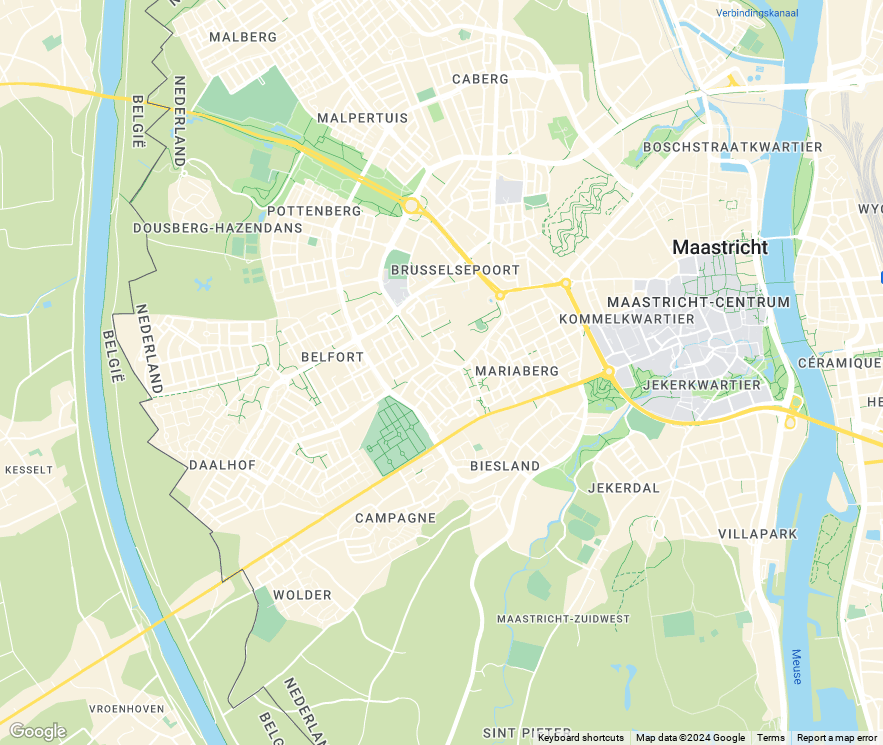 Verbindingskanaal
MALBERG
CABERG
NEDERLAND
BELGIË
MALPERTUIS
BOSCHSTRAATKWARTIER
POTTENBERG
WYC
DOUSBERG-HAZENDANS
Maastricht
BRUSSELSEPOORT
MAASTRICHT-CENTRUM
KOMMELKWARTIER
NEDERLAND
BELGIË
BELFORT
CÉRAMIQUE
MARIABERG
JEKERKWARTIER
HE
DAALHOF
KESSELT
BIESLAND
JEKERDAL
CAMPAGNE
VILLAPARK
WOLDER
MAASTRICHT-ZUIDWEST
Meuse
NEDERLAN
BELG
VROENHOVEN
SINT PIETER
Google
Keyboard shortcuts
Map data ©2024 Google
Terms
Report a map error